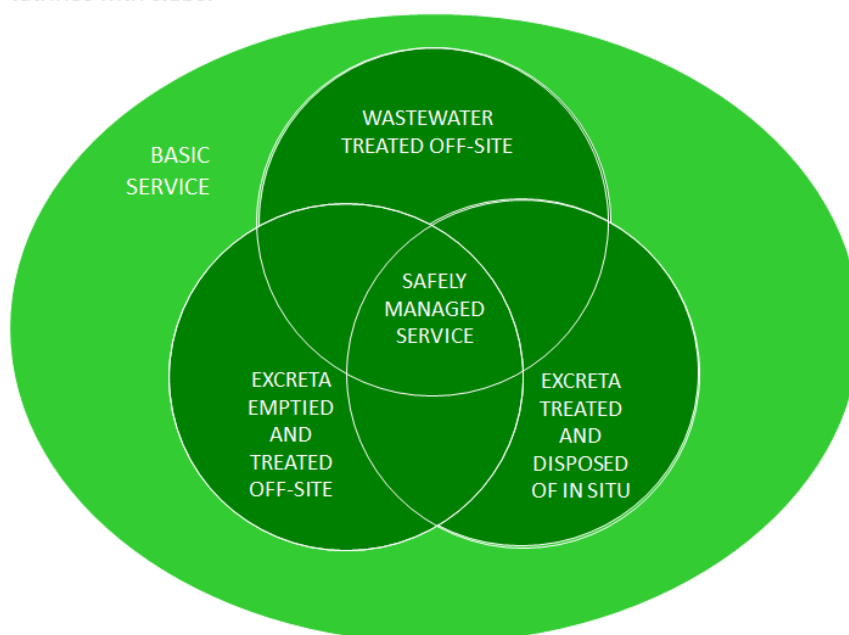 BASIC
SERVICE
WASTEWATER
TREATED OFF-SITE
SAFELY
MANAGED
SERVICE
EXCRETA
EMPTIED
AND
TREATED
OFF-SITE
EXCRETA
TREATED
AND
DISPOSED
OF IN SITU